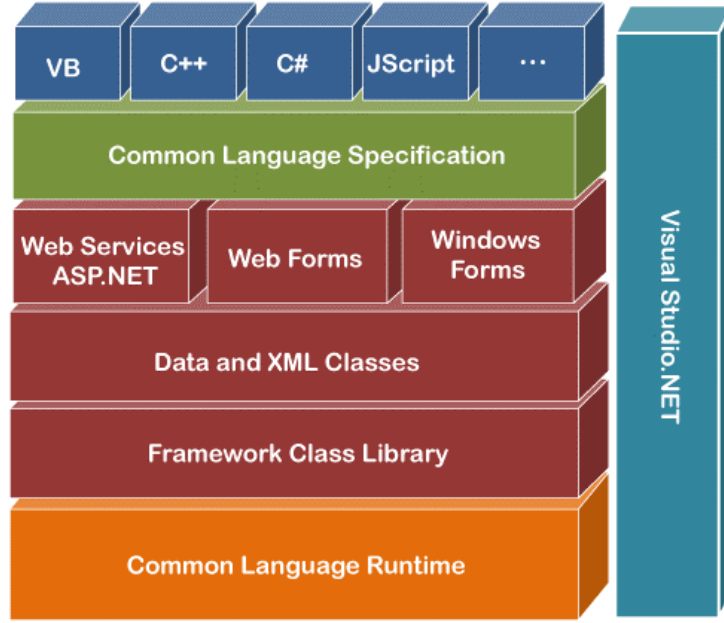 VB
C++
C#
JScript
...
Common Language Specification
Web Services
ASP.NET
Web Forms
Windows
Forms
Data and XML Classes
Framework Class Library
Common Language Runtime
Visual Studio.NET